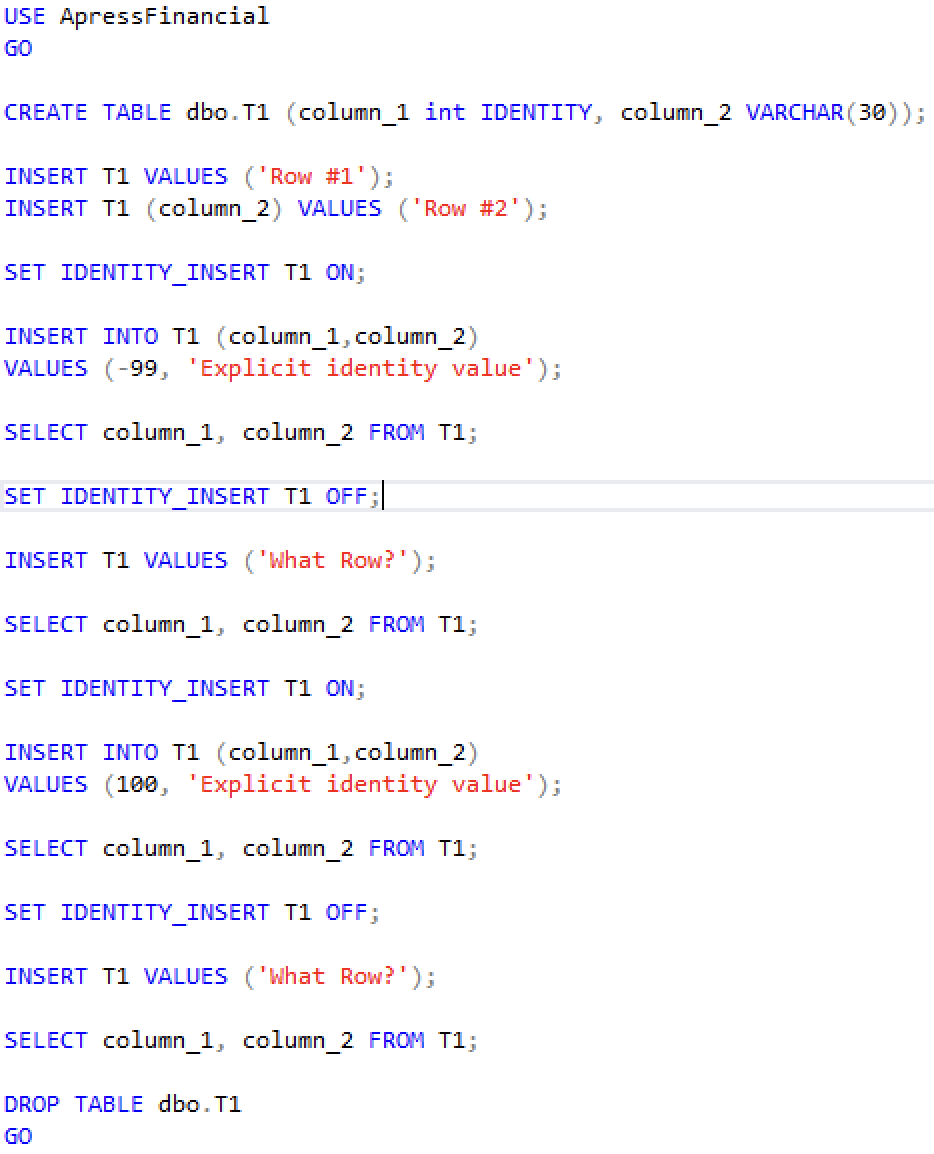 USE ApressFinancial
GO
CREATE TABLE dbo.T1 (column_1 int IDENTITY, column_2 VARCHAR(30));
INSERT T1 VALUES ('Row #1');
INSERT T1 (column_2) VALUES ('Row #2');
SET IDENTITY_INSERT T1 ON;
INSERT INTO T1 (column_1,column_2)
VALUES (-99, 'Explicit identity value');
SELECT column_1, column_2 FROM T1;
SET IDENTITY_INSERT T1 OFF;
INSERT T1 VALUES ('What Row?');
SELECT column_1, column_2 FROM T1;
SET IDENTITY_INSERT T1 ON;
INSERT INTO T1 (column_1,column_2)
VALUES (100, 'Explicit identity value');
SELECT column_1, column_2 FROM T1;
SET IDENTITY_INSERT T1 OFF;
INSERT T1 VALUES ('What Row?');
SELECT column_1, column_2 FROM T1;
DROP TABLE dbo.T1
GO